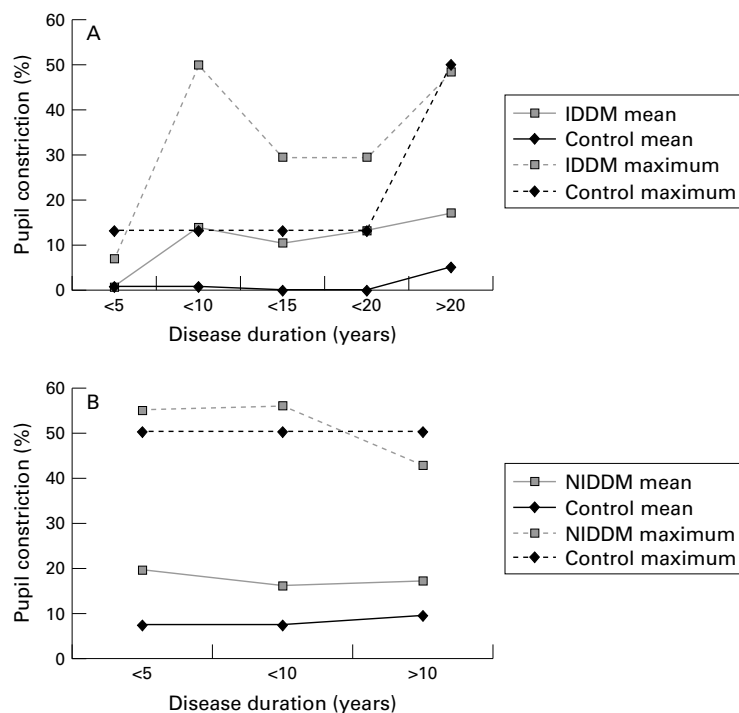 A
60
50
40
30
20
10
0
Pupil constriction (%)
<5 <10 <15 <20 >20
Disease duration (years)
IDDM mean
Control mean
IDDM maximum
Control maximum
B
60
50
40
30
20
10
0
Pupil constriction (%)
<5 <10 >10
Disease duration (years)
NIDDM mean
Control mean
NIDDM maximum
Control maximum